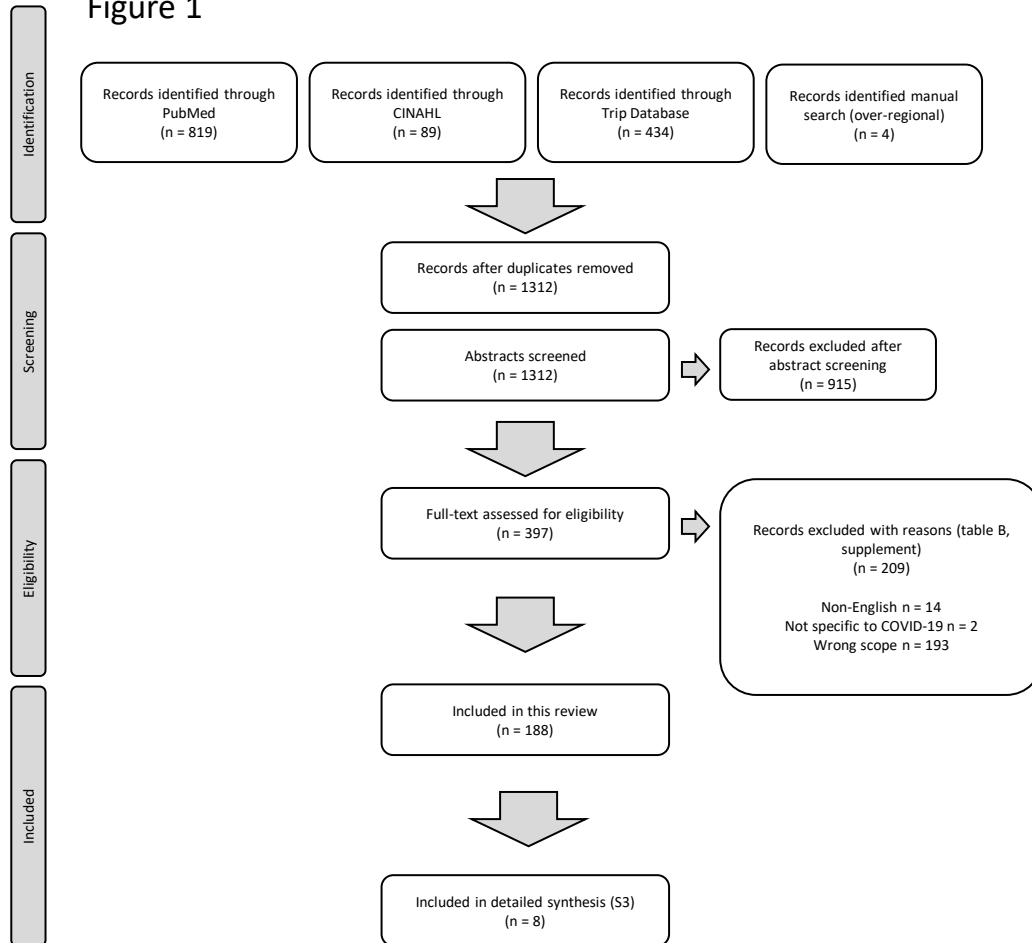 Figure 1
Identification
Records identified through
PubMed
(n = 819)
Records identified through
CINAHL
(n = 89)
Records identified through
Trip Database
(n = 434)
Records identified manual
search (over-regional)
(n = 4)
Screening
Records after duplicates removed
(n = 1312)
Abstracts screened
(n = 1312)
Records excluded after
abstract screening
(n = 915)
Eligibility
Full-text assessed for eligibility
(n = 397)
Records excluded with reasons (table B,
supplement)
(n = 209)
Non-English n = 14
Not specific to COVID-19 n = 2
Wrong scope n = 193
Included
Included in this review
(n = 188)
Included in detailed synthesis (S3)
(n = 8)